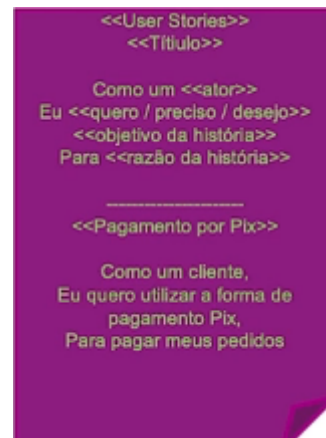 <<User Stories>>
<<Títiulo>>
Como um <<ator>>
Eu <<quero / preciso / desejo>>
<<objetivo da história>>
Para <<razão da história>>
------------------------
<<Pagamento por Pix>>
Como um cliente,
Eu quero utilizar a forma de
pagamento Pix,
Para pagar meus pedidos